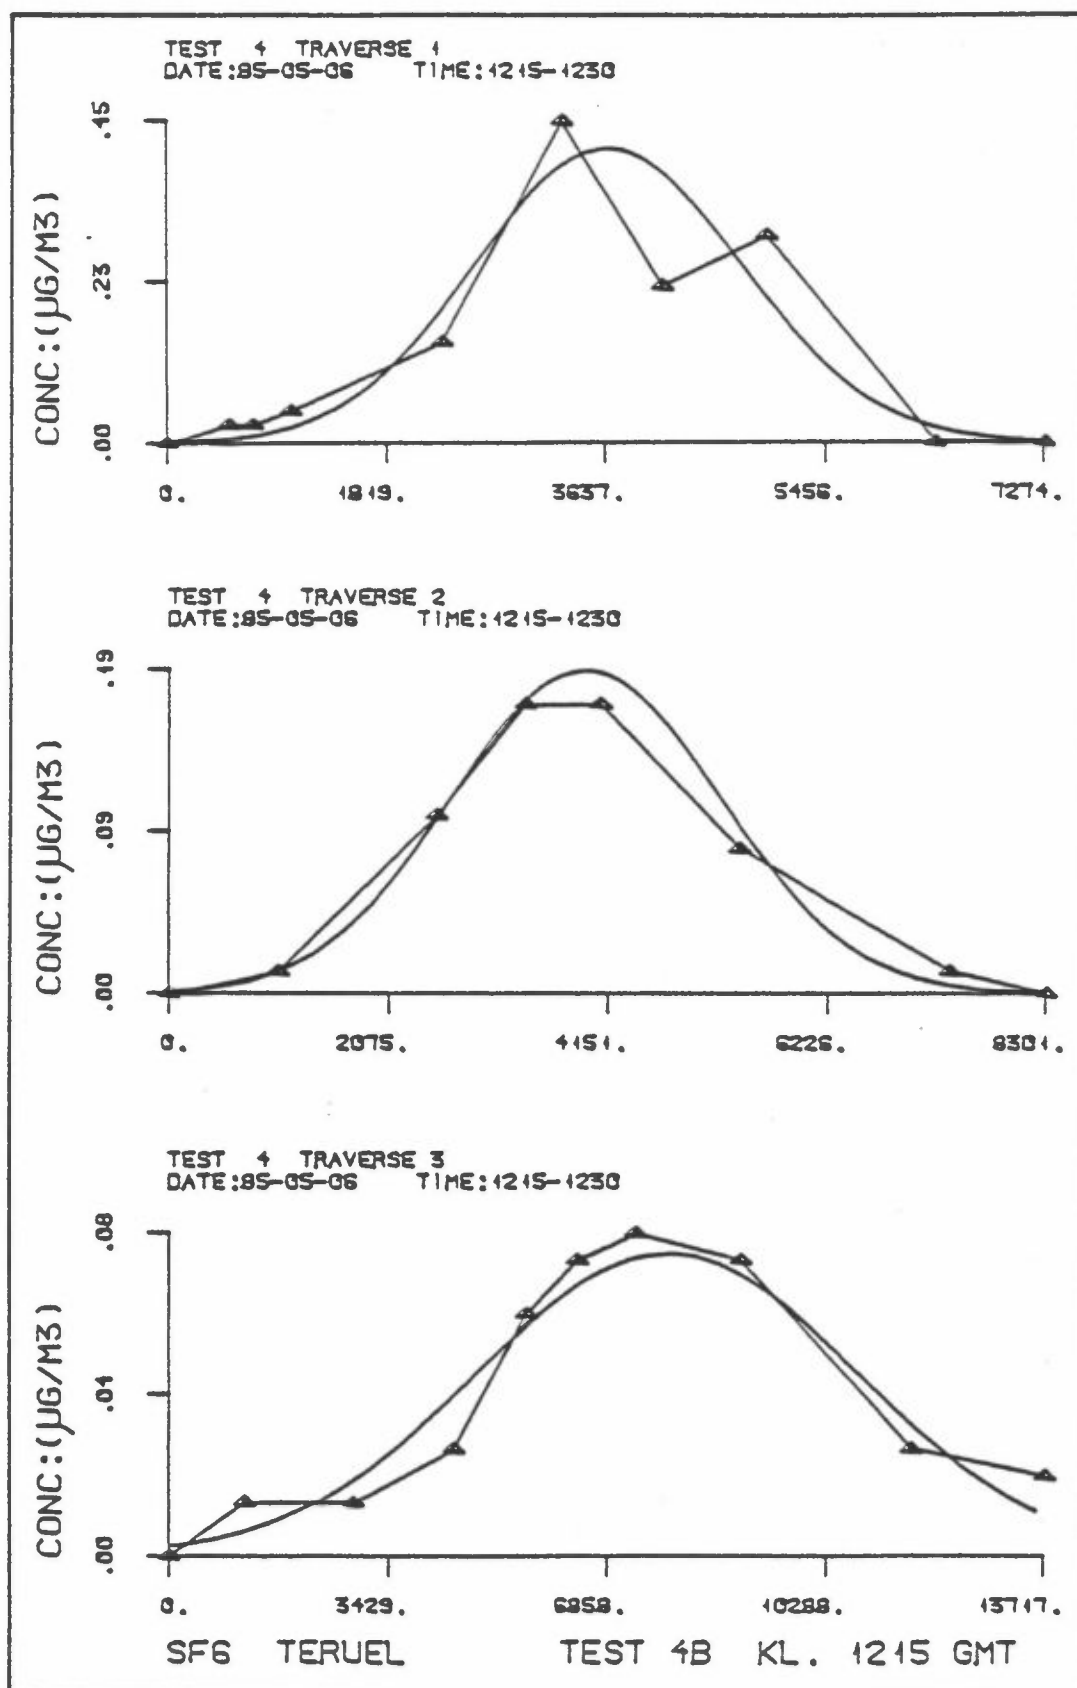 TEST 4 TRAVERSE 1
DATE:85-05-06 TIME:1215-1230
CONC:(µG/M3)
.45
.23
.00
0. 1819. 3637. 5456. 7274.
TEST 4 TRAVERSE 2
DATE:85-05-06 TIME:1215-1230
CONC:(µG/M3)
.19
.09
.00
0. 2075. 4151. 6226. 8301.
TEST 4 TRAVERSE 3
DATE:85-05-06 TIME:1215-1230
CONC:(µG/M3)
.08
.04
.00
0. 3429. 6858. 10288. 13717.
SF6 TERUEL TEST 4B KL. 1215 GMT